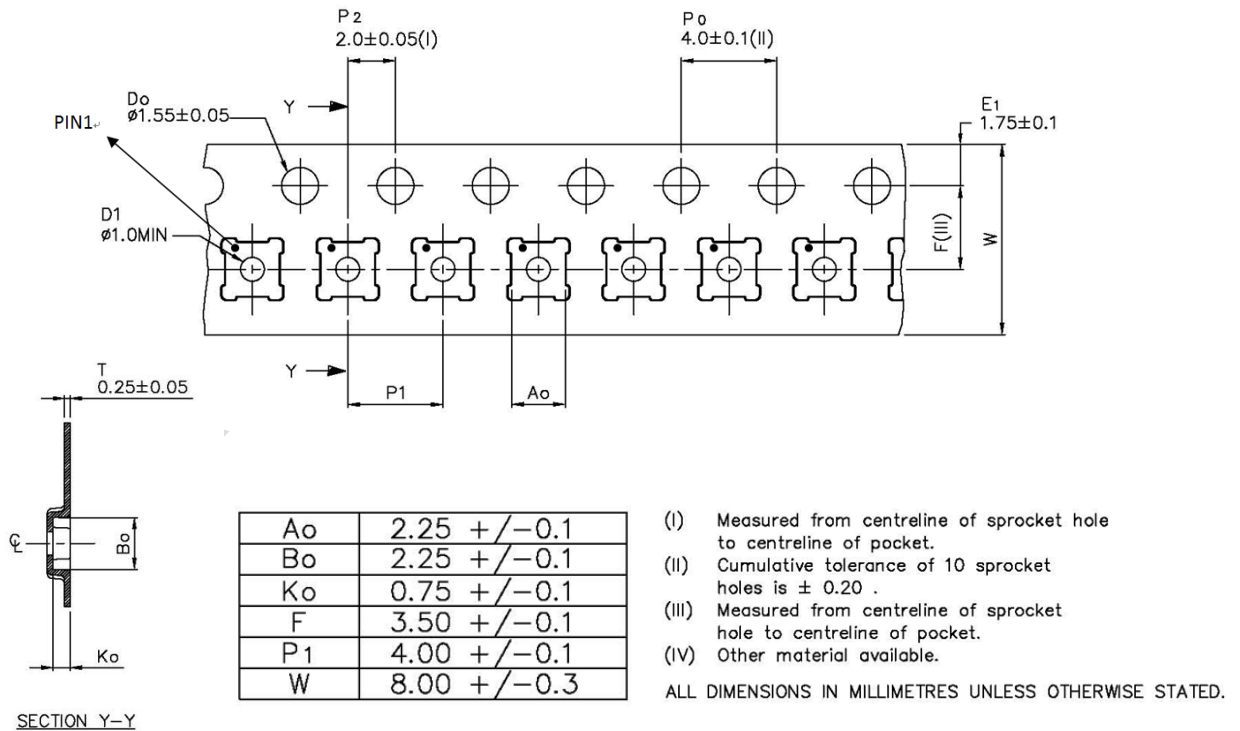 P2
2.0±0.05(I)
Po
4.0±0.1(II)
Y
Do
ø1.55±0.05
PIN1
E1
1.75±0.1
D1
ø1.0MIN
F(III)
W
Y
P1
Ao
T
0.25±0.05
℄
Bo
Ko
SECTION Y-Y
Ao 2.25 +/-0.1
Bo 2.25 +/-0.1
Ko 0.75 +/-0.1
F 3.50 +/-0.1
P1 4.00 +/-0.1
W 8.00 +/-0.3
(I) Measured from centreline of sprocket hole
to centreline of pocket.
(II) Cumulative tolerance of 10 sprocket
holes is ± 0.20 .
(III) Measured from centreline of sprocket
hole to centreline of pocket.
(IV) Other material available.
ALL DIMENSIONS IN MILLIMETRES UNLESS OTHERWISE STATED.